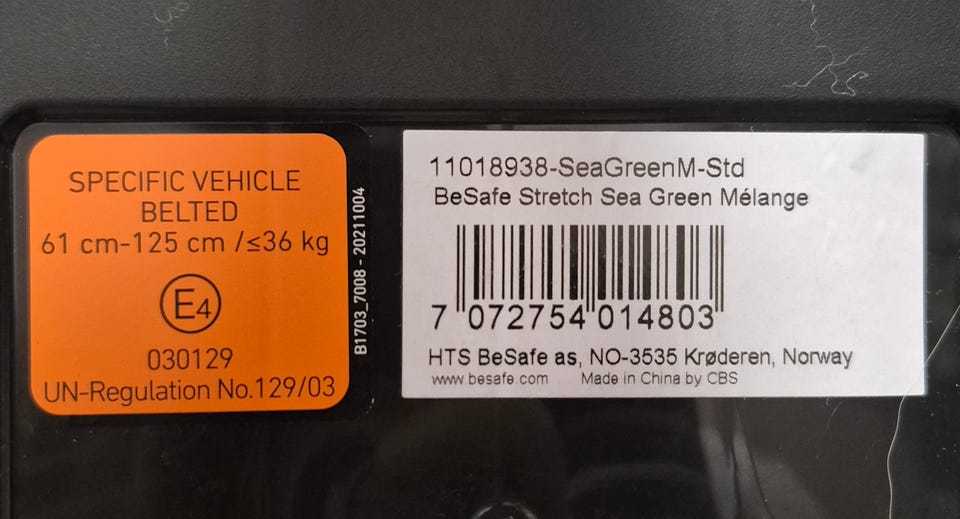 SPECIFIC VEHICLE
BELTED
61 cm-125 cm /≤36 kg
E4
030129
UN-Regulation No.129/03
B1703_7008 - 20211004
11018938-SeaGreenM-Std
BeSafe Stretch Sea Green Mélange
7 072754 014803
HTS BeSafe as, NO-3535 Krøderen, Norway
www.besafe.com Made in China by CBS